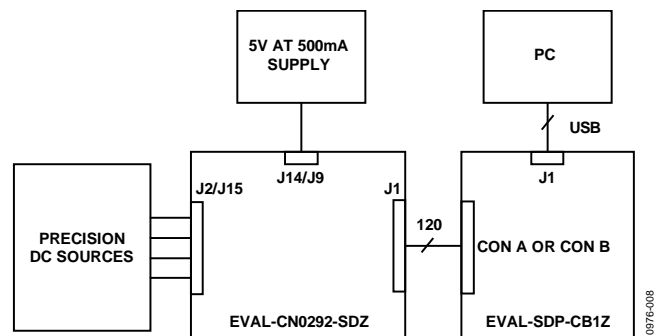 5V AT 500mA
SUPPLY
PC
USB
J2/J15
J14/J9
J1
J1
PRECISION
DC SOURCES
120
CON A OR CON B
EVAL-CN0292-SDZ
EVAL-SDP-CB1Z
0976-008